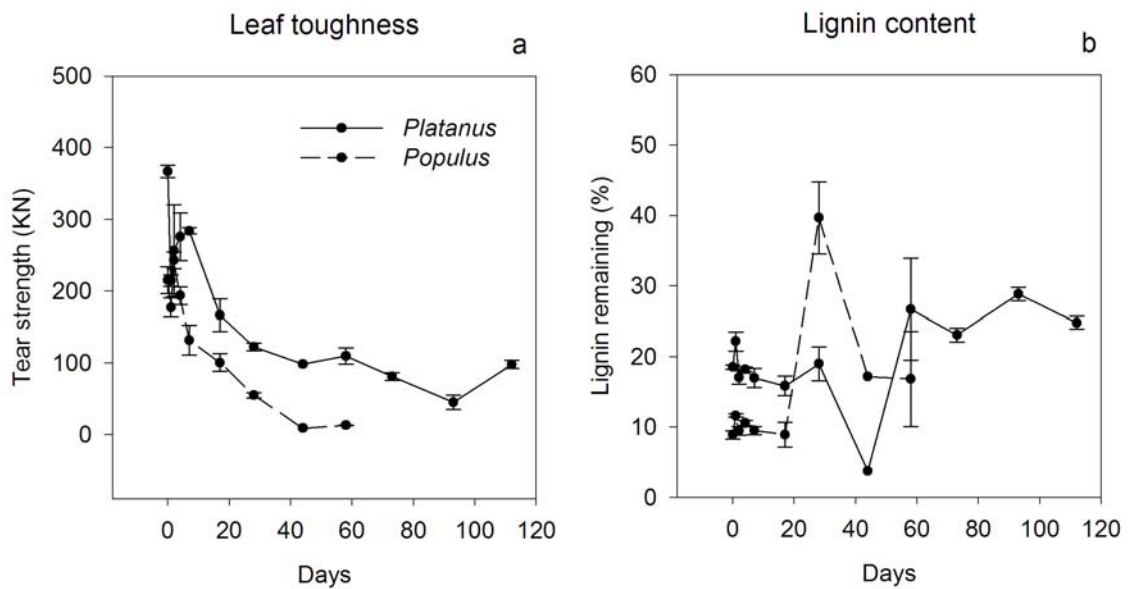 Leaf toughness
a
500
400
300
200
100
0
Tear strength (KN)
Platanus
Populus
0 20 40 60 80 100 120
Days
Lignin content
b
60
50
40
30
20
10
0
Lignin remaining (%)
0 20 40 60 80 100 120
Days